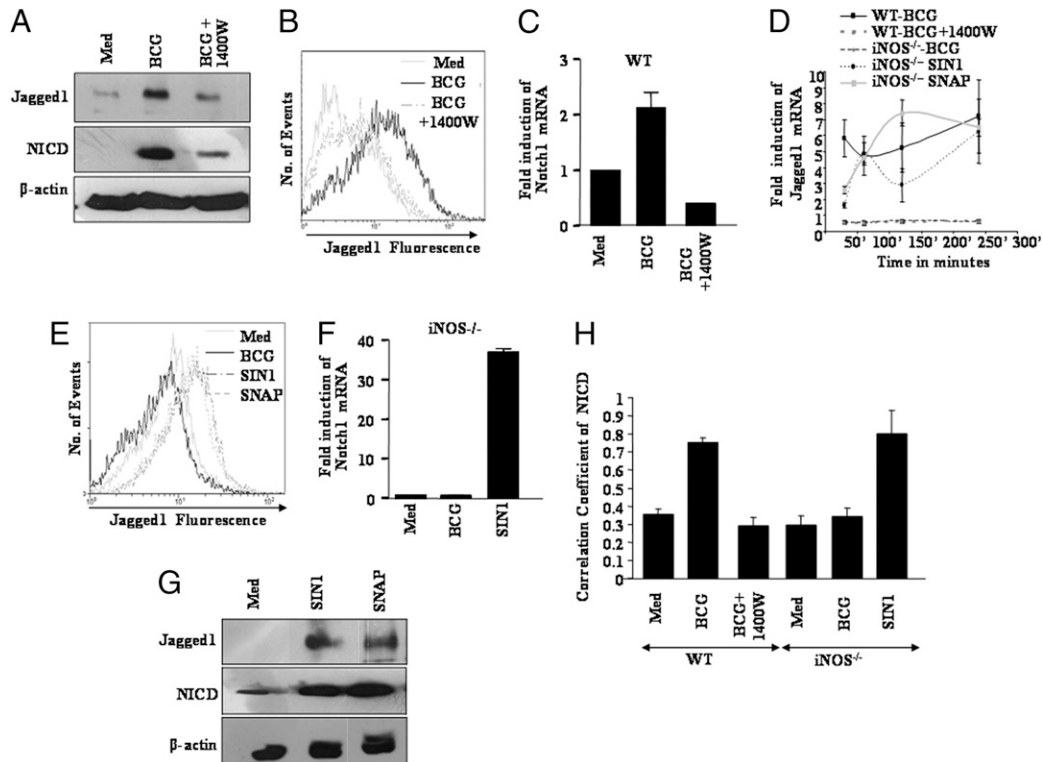 A
Med
BCG
BCG +
1400W
Jagged1
NICD
β-actin
B
Med
BCG
BCG
+1400W
No. of Events
Jagged1 Fluorescence
C
WT
Fold induction of
Notch1 mRNA
3
2
1
0
Med
BCG
BCG
+1400W
D
WT-BCG
WT-BCG+1400W
iNOS-/--BCG
iNOS-/- SIN1
iNOS-/- SNAP
Fold induction of
Jagged1 mRNA
10
9
8
7
6
5
4
3
2
1
0
50' 100' 150' 200' 250' 300'
Time in minutes
E
Med
BCG
SIN1
SNAP
No. of Events
Jagged1 Fluorescence
F
iNOS-/-
Fold induction of
Notch1 mRNA
40
30
20
10
0
Med
BCG
SIN1
G
Med
SIN1
SNAP
Jagged1
NICD
β-actin
H
Correlation Coefficient of NICD
1
0.9
0.8
0.7
0.6
0.5
0.4
0.3
0.2
0.1
0
Med
BCG
BCG+
1400W
Med
BCG
SIN1
WT
iNOS-/-